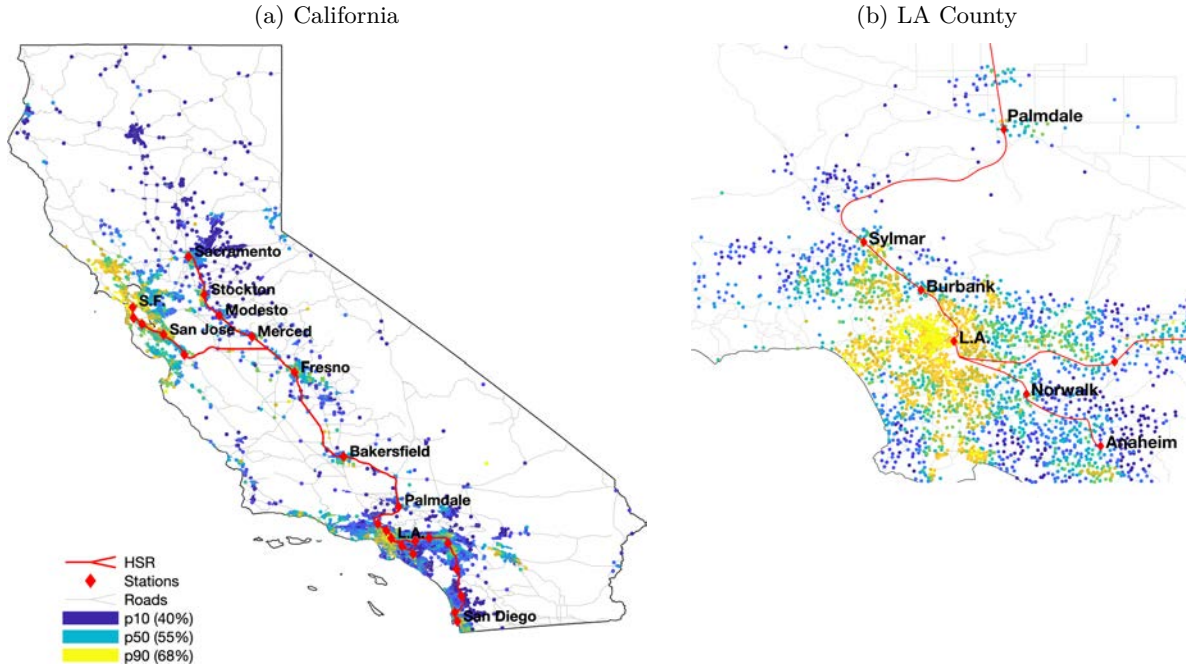 (a) California
(b) LA County
Sacramento
Stockton
S.F.
Modesto
San Jose
Merced
Fresno
Bakersfield
Palmdale
L.A.
San Diego
HSR
Stations
Roads
p10 (40%)
p50 (55%)
p90 (68%)
Palmdale
Sylmar
Burbank
L.A.
Norwalk
Anaheim